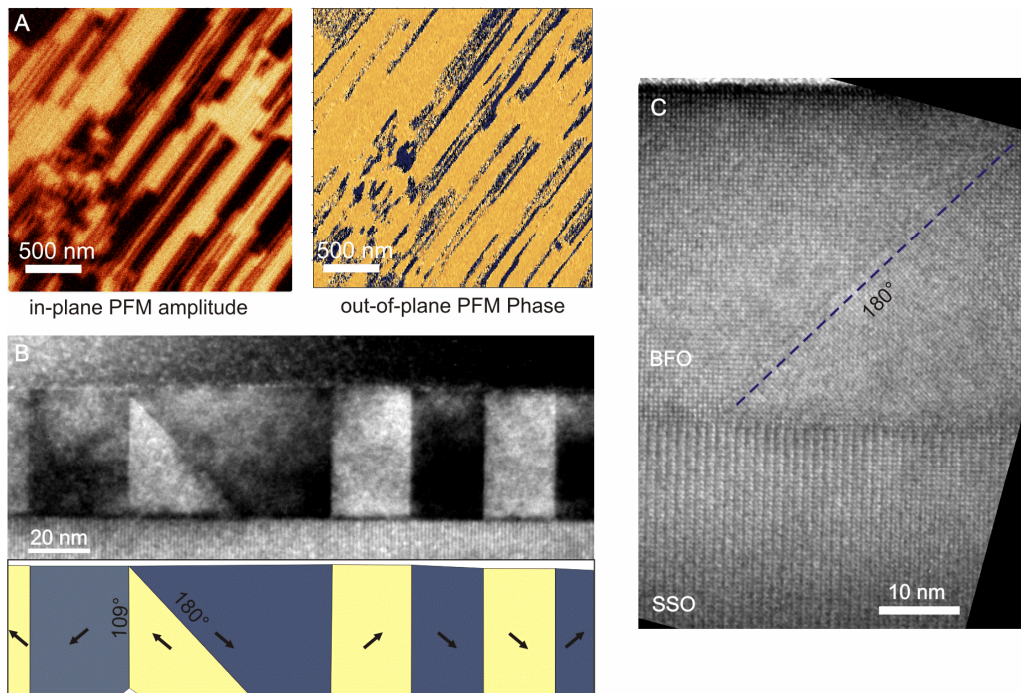 A
500 nm
500 nm
in-plane PFM amplitude
out-of-plane PFM Phase
B
20 nm
109°
180°
C
180°
BFO
SSO
10 nm